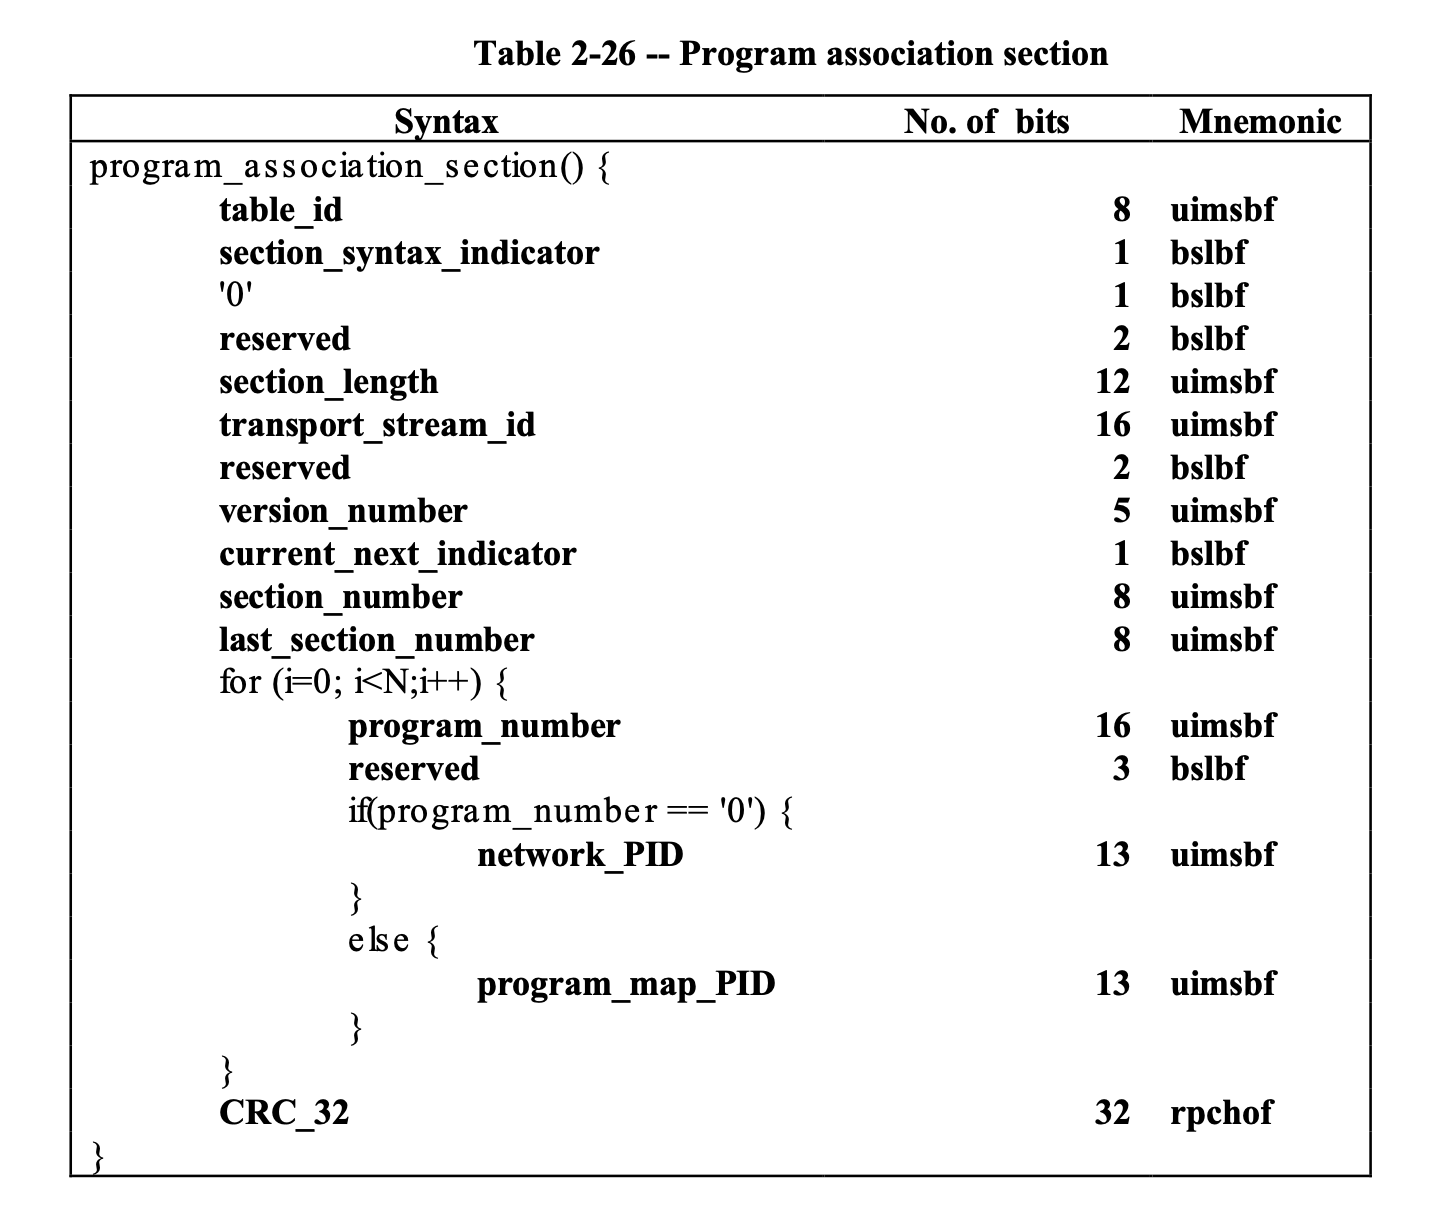 Table 2-26 -- Program association section
Syntax No. of bits Mnemonic
program_association_section() {
table_id 8 uimsbf
section_syntax_indicator 1 bslbf
'0' 1 bslbf
reserved 2 bslbf
section_length 12 uimsbf
transport_stream_id 16 uimsbf
reserved 2 bslbf
version_number 5 uimsbf
current_next_indicator 1 bslbf
section_number 8 uimsbf
last_section_number 8 uimsbf
for (i=0; i<N;i++) {
program_number 16 uimsbf
reserved 3 bslbf
if(program_number == '0') {
network_PID 13 uimsbf
}
else {
program_map_PID 13 uimsbf
}
}
CRC_32 32 rpchof
}